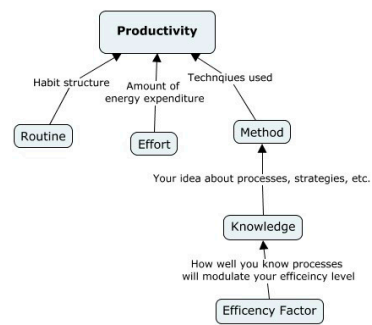 Productivity
Habit structure
Amount of
energy expenditure
Technqiues used
Routine
Effort
Method
Your idea about processes, strategies, etc.
Knowledge
How well you know processes
will modulate your efficeincy level
Efficency Factor